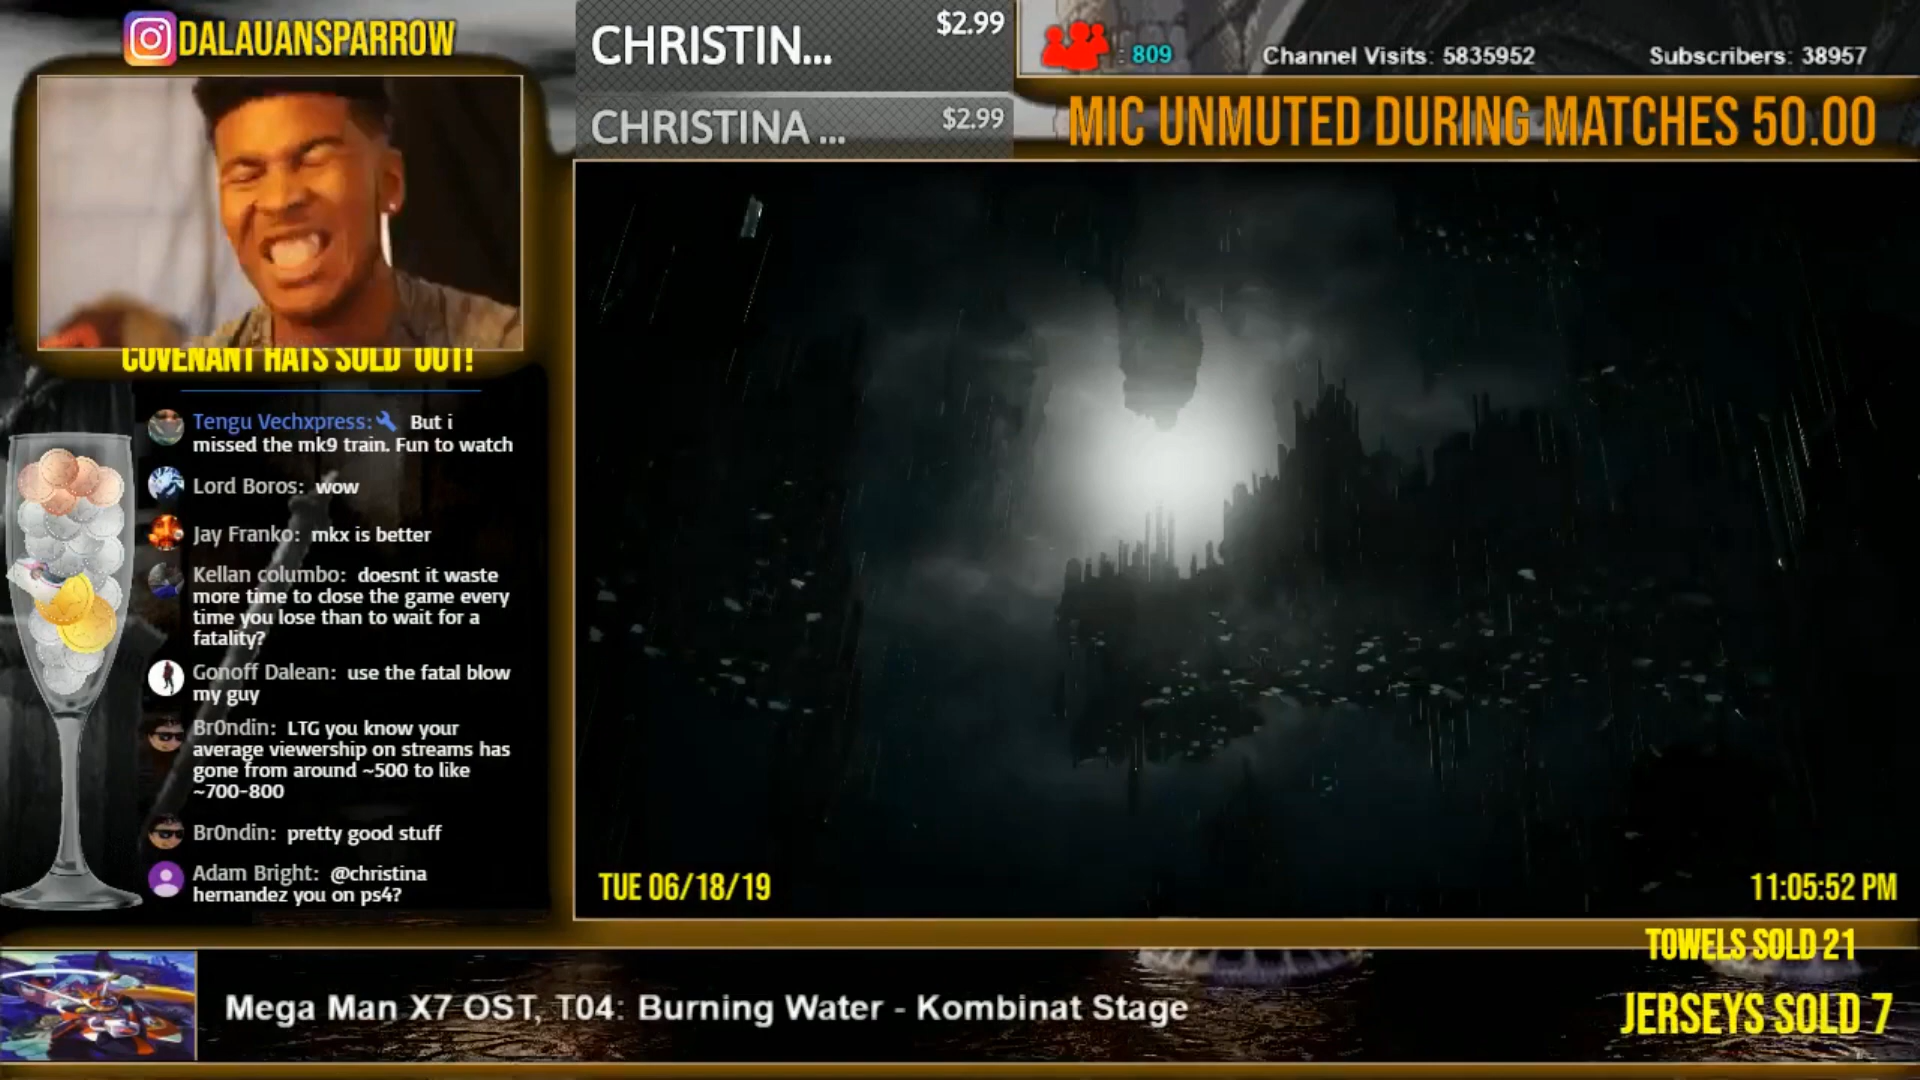 DALAUANSPARROW
CHRISTIN...
$2.99
CHRISTINA ...
$2.99
: 809
Channel Visits: 5835952
Subscribers: 38957
MIC UNMUTED DURING MATCHES 50.00
COVENANT HATS SOLD OUT!
Tengu Vechxpress: But i
missed the mk9 train. Fun to watch
Lord Boros: wow
Jay Franko: mkx is better
Kellan columbo: doesnt it waste
more time to close the game every
time you lose than to wait for a
fatality?
Gonoff Dalean: use the fatal blow
my guy
Br0ndin: LTG you know your
average viewership on streams has
gone from around ~500 to like
~700-800
Br0ndin: pretty good stuff
Adam Bright: @christina
hernandez you on ps4?
TUE 06/18/19
11:05:52 PM
TOWELS SOLD 21
Mega Man X7 OST, T04: Burning Water - Kombinat Stage
JERSEYS SOLD 7